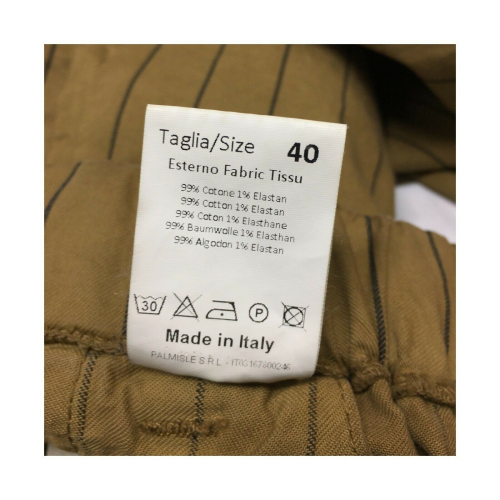 Taglia/Size 40
Esterno Fabric Tissu
99% Cotone 1% Elastan
99% Cotton 1% Elastan
99% Coton 1% Elasthane
99% Baumwolle 1% Elasthan
99% Algodon 1% Elastan
30 P
Made in Italy
PALMISLE S.R.L -